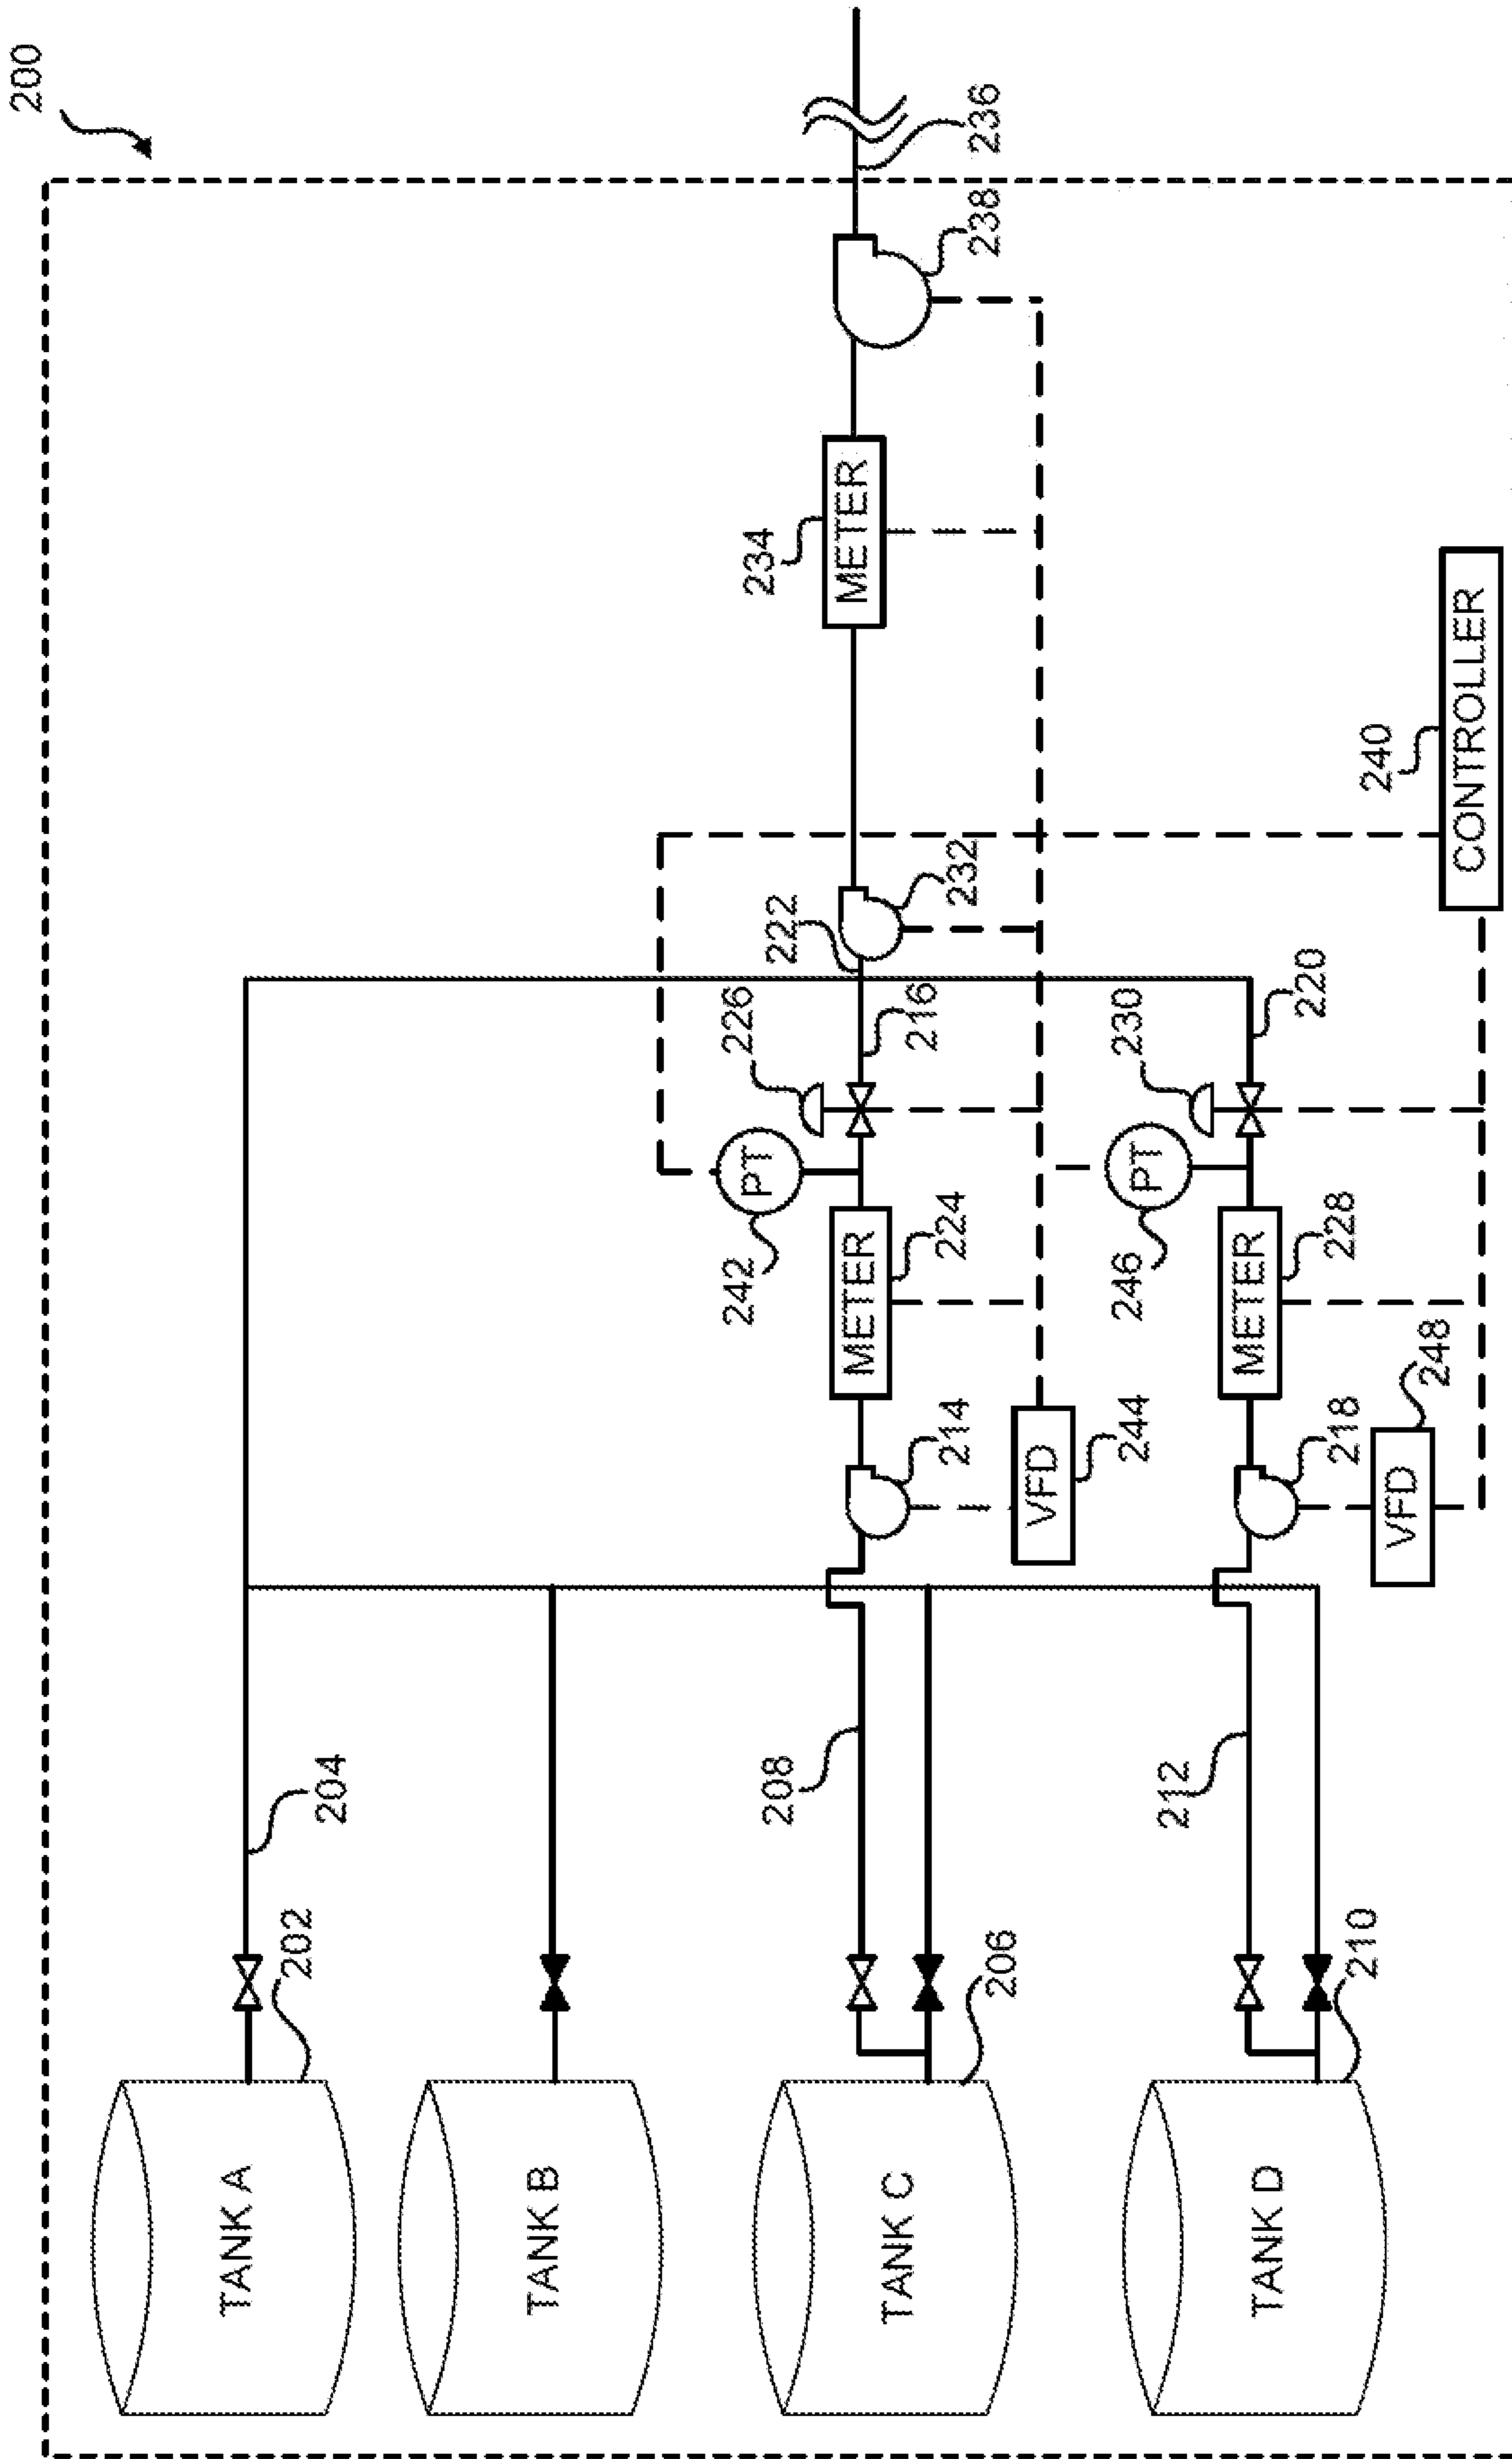 200
TANK A
202
204
TANK B
TANK C
206
208
214
METER
224
242
PT
226
216
222
232
METER
234
238
236
VFD
244
TANK D
210
212
218
METER
228
246
PT
230
220
VFD
248
CONTROLLER
240